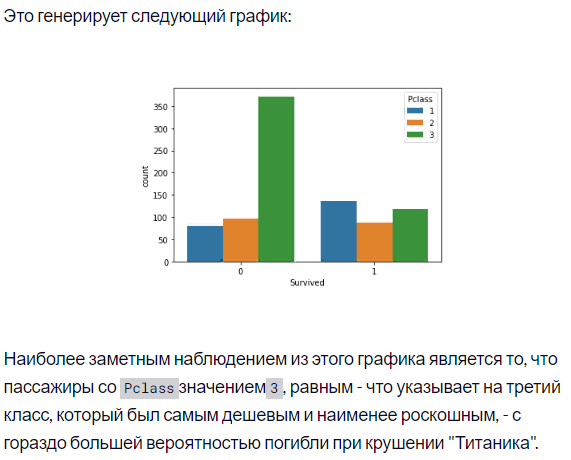 Это генерирует следующий график:
Pclass
1
2
3
350
300
250
200
150
100
50
0
count
0
1
Survived
Наиболее заметным наблюдением из этого графика является то, что
пассажиры со Pclass значением 3 , равным - что указывает на третий
класс, который был самым дешевым и наименее роскошным, - с
гораздо большей вероятностью погибли при крушении "Титаника".